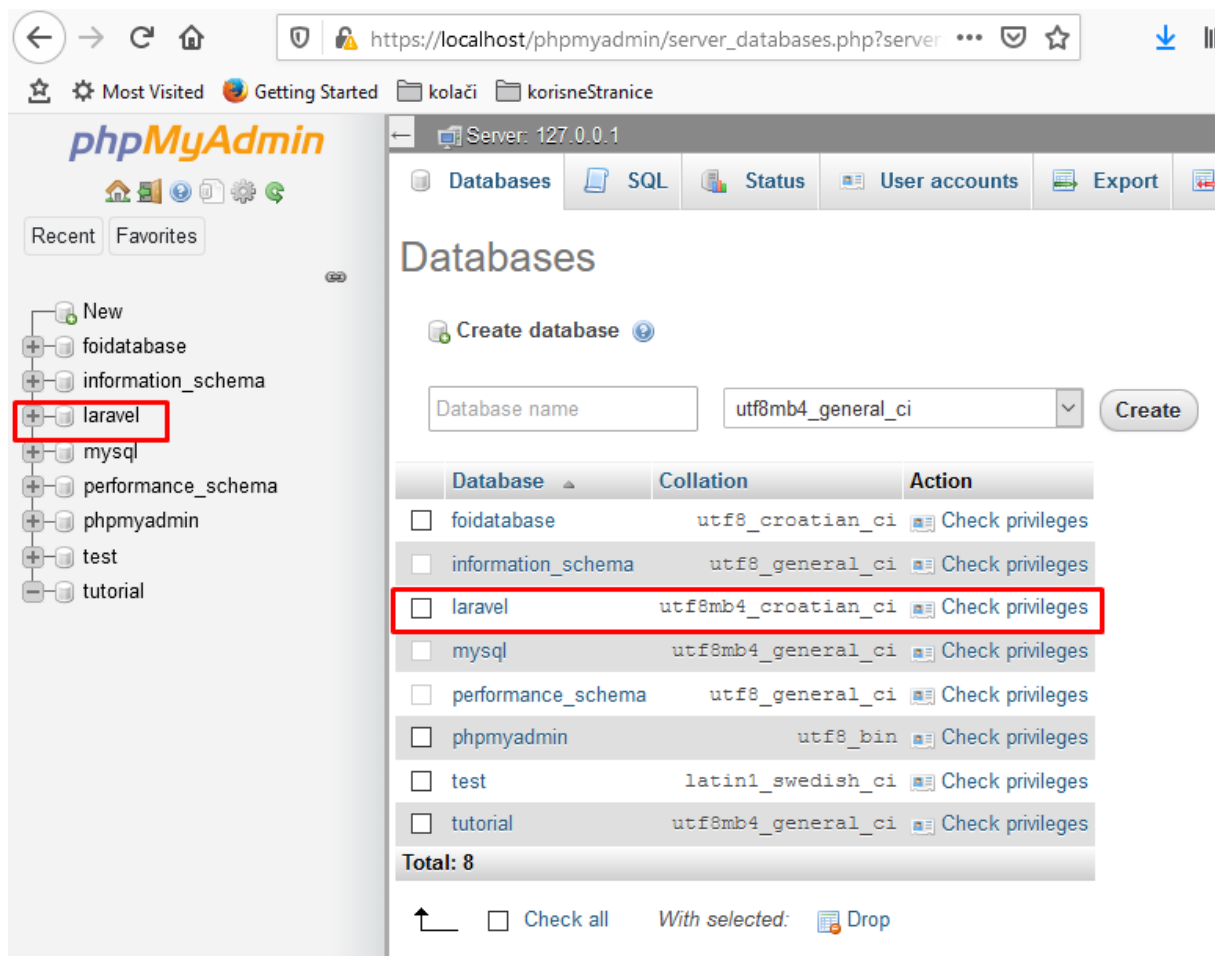 https://localhost/phpmyadmin/server_databases.php?server
Most Visited Getting Started kolači korisneStranice
phpMyAdmin
Recent Favorites
New
foidatabase
information_schema
laravel
mysql
performance_schema
phpmyadmin
test
tutorial
Server: 127.0.0.1
Databases SQL Status User accounts Export
Databases
Create database
Database name utf8mb4_general_ci Create
Database Collation Action
foidatabase utf8_croatian_ci Check privileges
information_schema utf8_general_ci Check privileges
laravel utf8mb4_croatian_ci Check privileges
mysql utf8mb4_general_ci Check privileges
performance_schema utf8_general_ci Check privileges
phpmyadmin utf8_bin Check privileges
test latin1_swedish_ci Check privileges
tutorial utf8mb4_general_ci Check privileges
Total: 8
Check all With selected: Drop